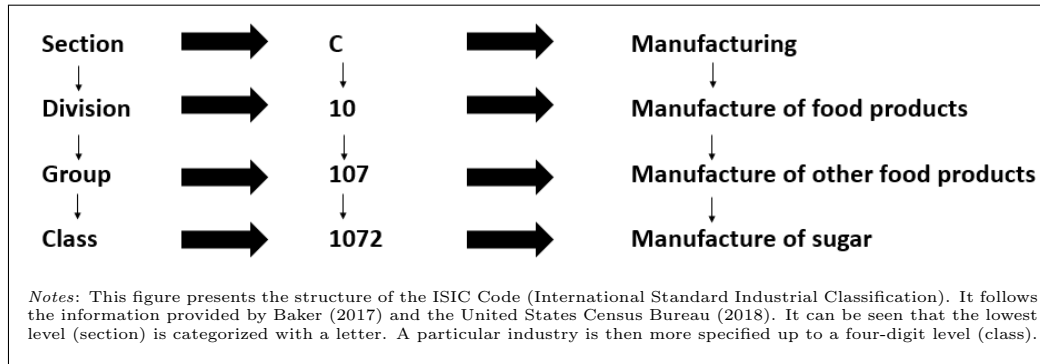 Section C Manufacturing
Division 10 Manufacture of food products
Group 107 Manufacture of other food products
Class 1072 Manufacture of sugar
Notes: This figure presents the structure of the ISIC Code (International Standard Industrial Classification). It follows
the information provided by Baker (2017) and the United States Census Bureau (2018). It can be seen that the lowest
level (section) is categorized with a letter. A particular industry is then more specified up to a four-digit level (class).